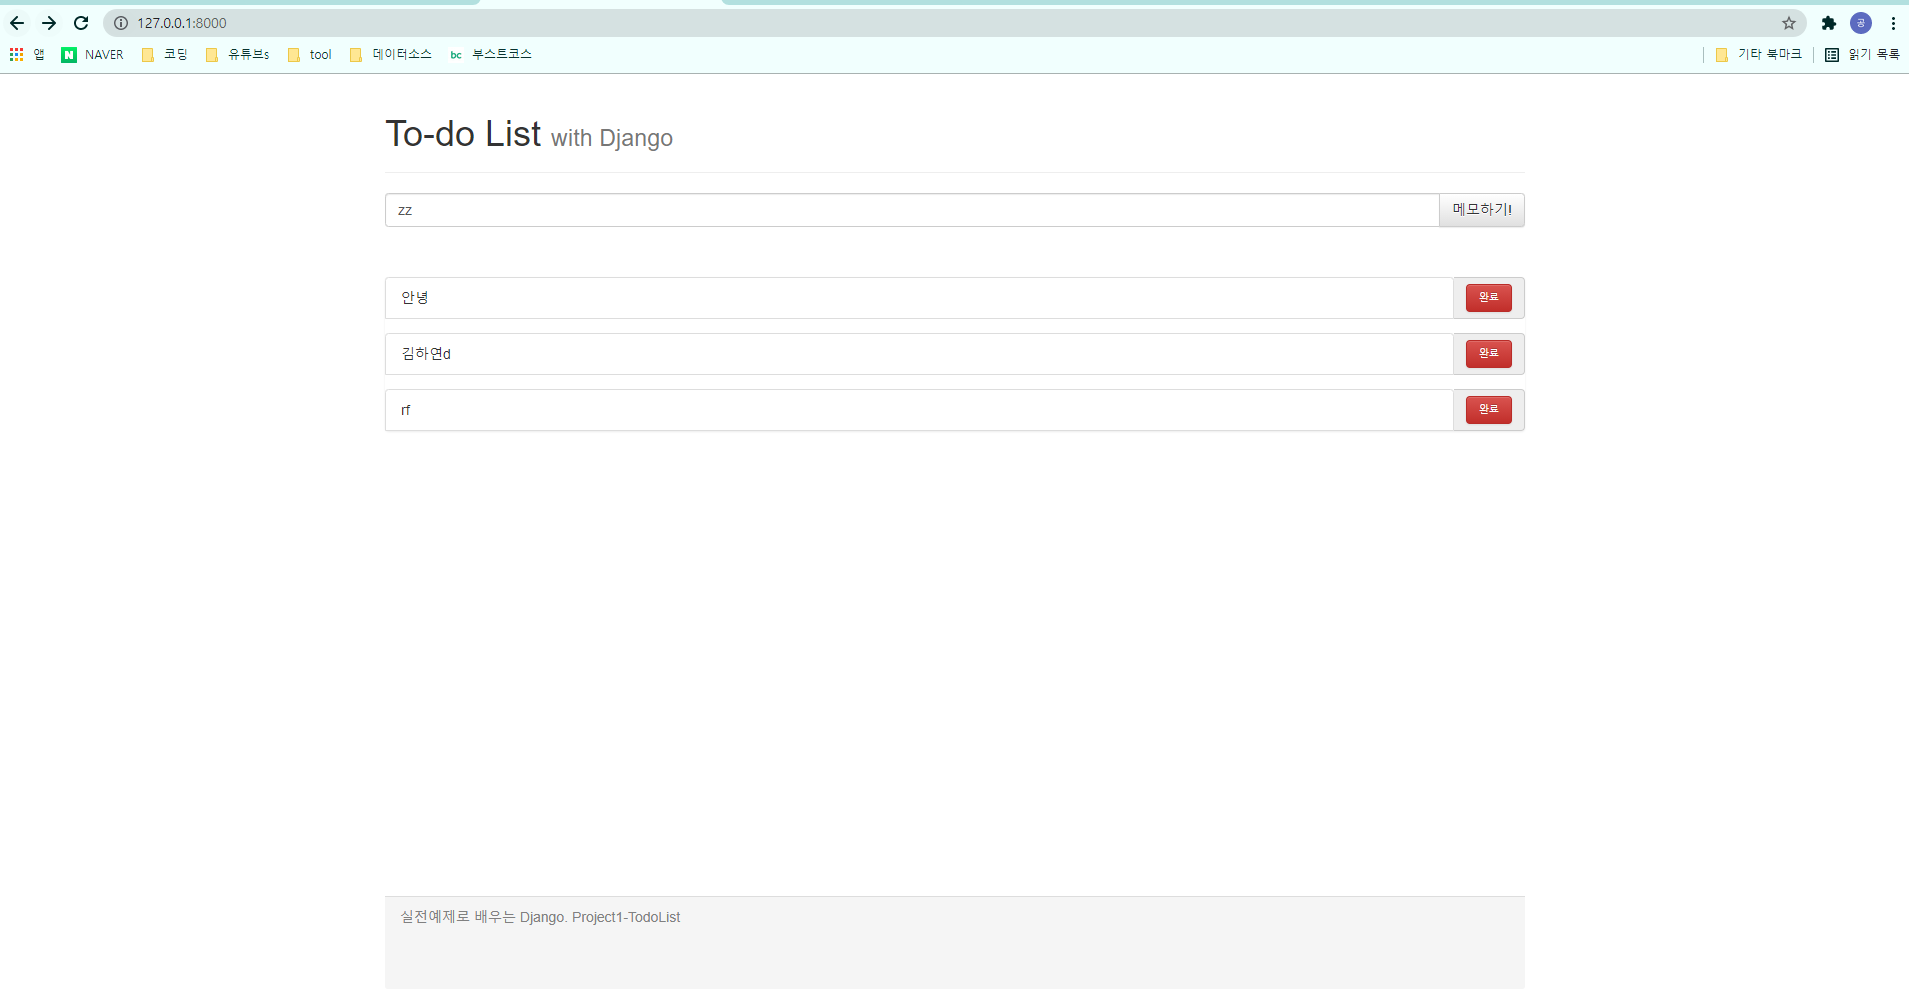 127.0.0.1:8000
앱 NAVER 코딩 유튜브s tool 데이터소스 bc 부스트코스 기타 북마크 읽기 목록
공
To-do List with Django
zz 메모하기!
안녕 완료
김하연d 완료
rf 완료
실전예제로 배우는 Django. Project1-TodoList